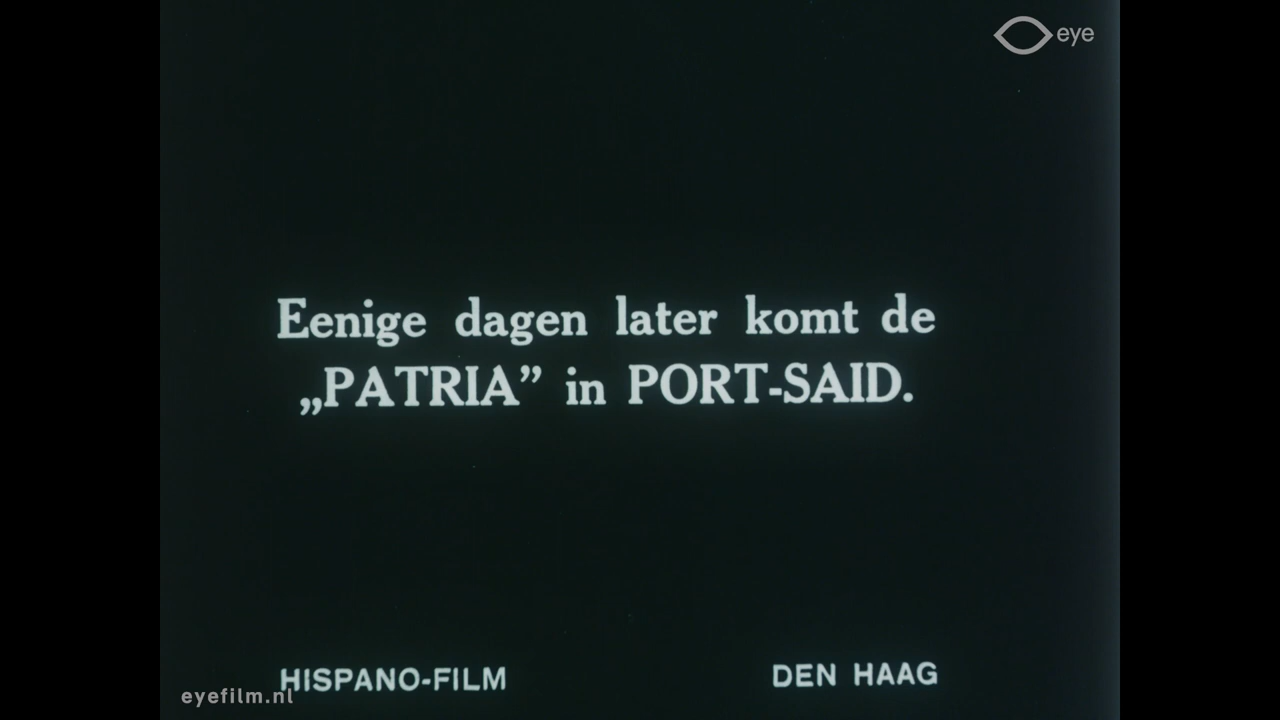 eye
Eenige dagen later komt de
„PATRIA” in PORT-SAID.
HISPANO-FILM
DEN HAAG
eyefilm.nl